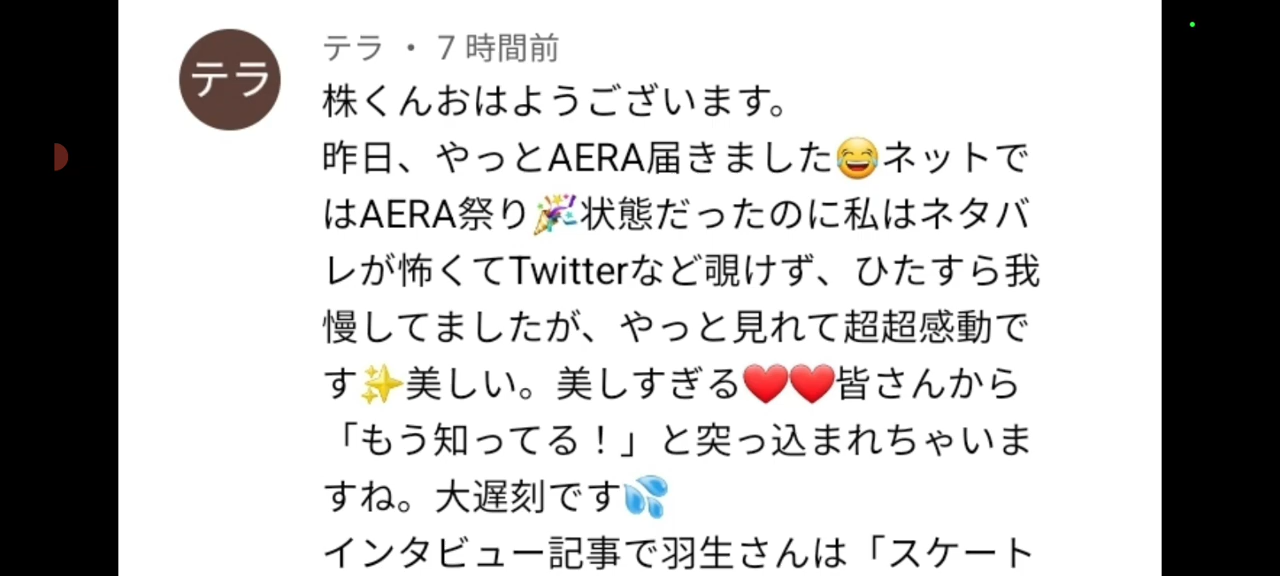 テラ
テラ ・ 7 時間前
株くんおはようございます。
昨日、やっとAERA届きました😂ネットで
はAERA祭り🎉状態だったのに私はネタバ
レが怖くてTwitterなど覗けず、ひたすら我
慢してましたが、やっと見れて超超感動で
す✨美しい。美しすぎる❤️❤️皆さんから
「もう知ってる！」と突っ込まれちゃいま
すね。大遅刻です💦
インタビュー記事で羽生さんは「スケート